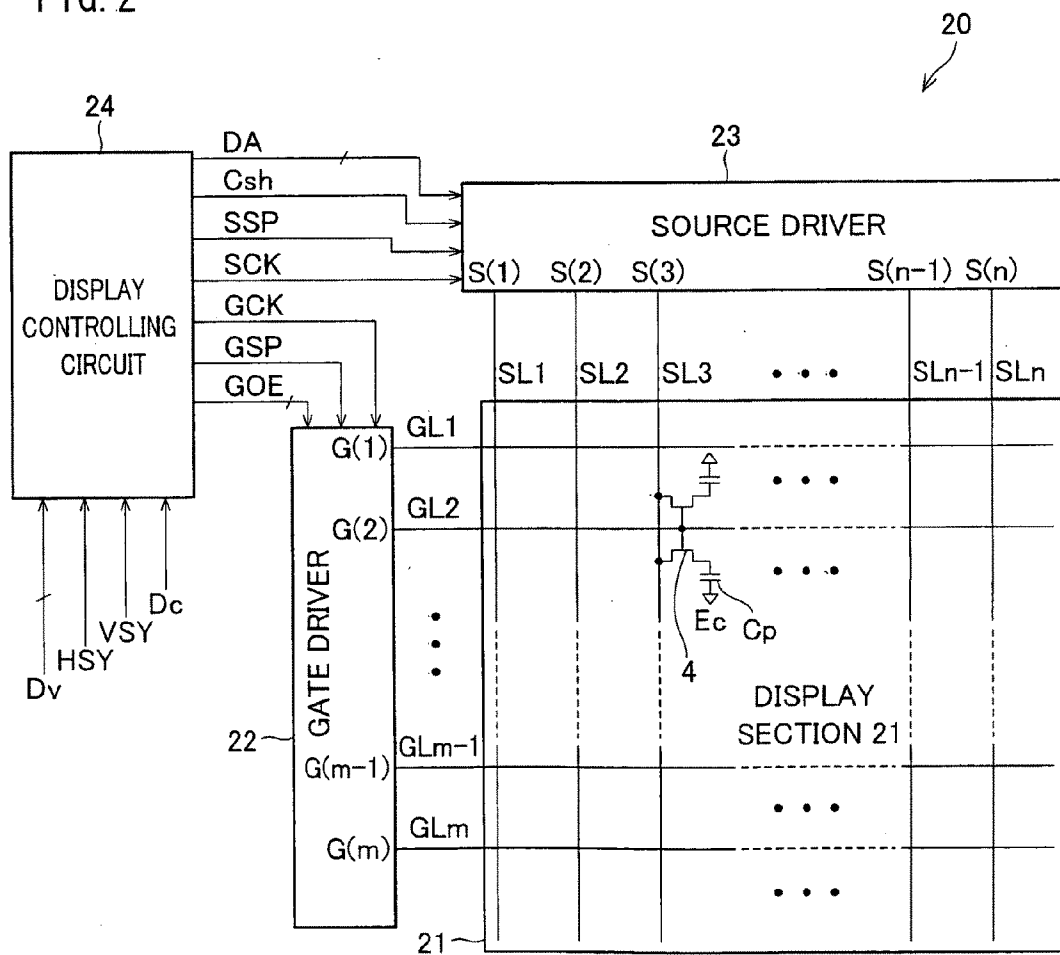 FIG. 2
20
24
DA
Csh
SSP
SCK
GCK
GSP
GOE
DISPLAY
CONTROLLING
CIRCUIT
Dv
HSY
VSY
Dc
23
SOURCE DRIVER
S(1)
S(2)
S(3)
S(n-1)
S(n)
SL1
SL2
SL3
SLn-1
SLn
22
GATE DRIVER
G(1)
G(2)
G(m-1)
G(m)
GL1
GL2
GLm-1
GLm
Ec
Cp
4
DISPLAY
SECTION 21
21